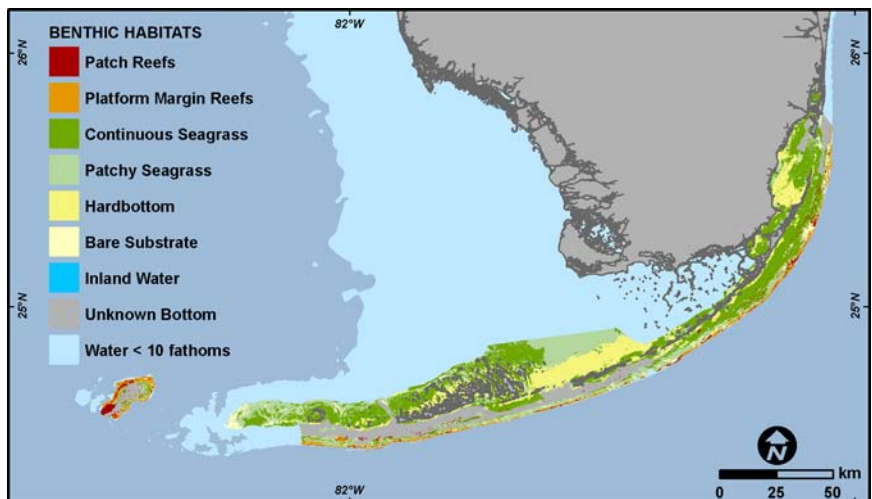 82°W
26°N
26°N
BENTHIC HABITATS
Patch Reefs
Platform Margin Reefs
Continuous Seagrass
Patchy Seagrass
Hardbottom
Bare Substrate
Inland Water
Unknown Bottom
Water < 10 fathoms
25°N
25°N
N
km
0 25 50
82°W